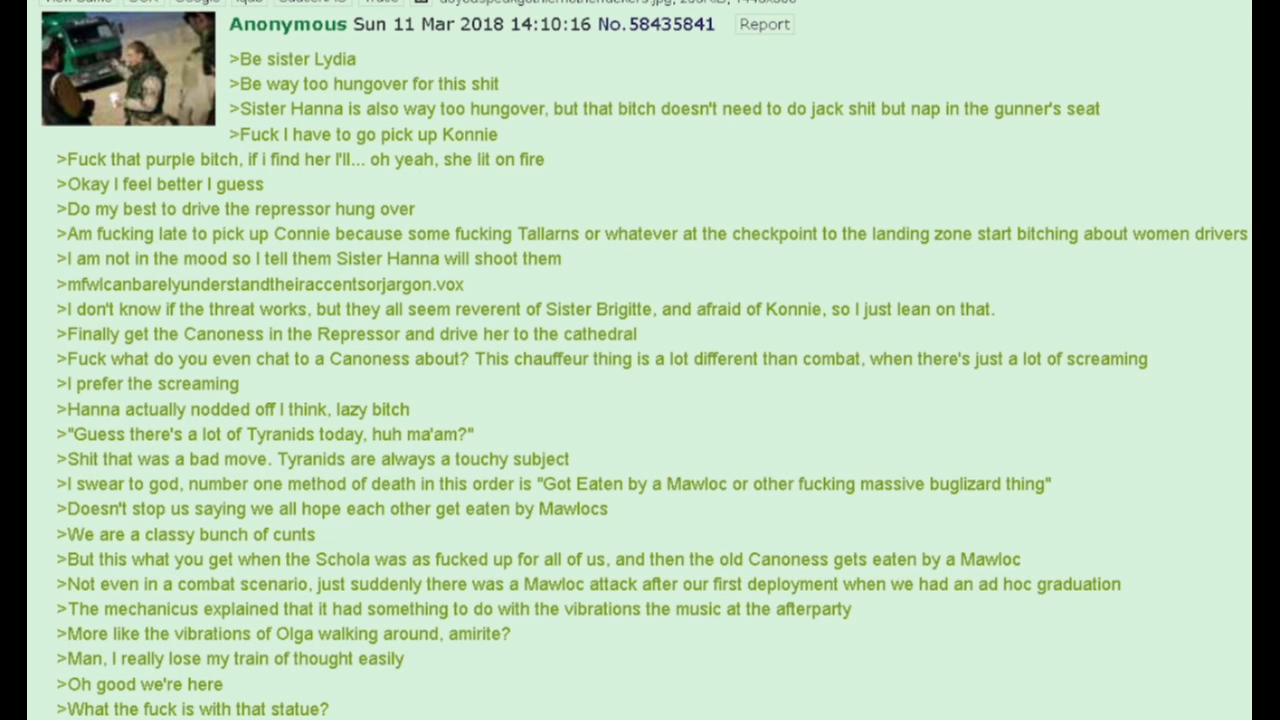 Anonymous Sun 11 Mar 2018 14:10:16 No.58435841 Report
>Be sister Lydia
>Be way too hungover for this shit
>Sister Hanna is also way too hungover, but that bitch doesn't need to do jack shit but nap in the gunner's seat
>Fuck I have to go pick up Konnie
>Fuck that purple bitch, if i find her I'll... oh yeah, she lit on fire
>Okay I feel better I guess
>Do my best to drive the repressor hung over
>Am fucking late to pick up Connie because some fucking Tallarns or whatever at the checkpoint to the landing zone start bitching about women drivers
>I am not in the mood so I tell them Sister Hanna will shoot them
>mfwIcanbarelyunderstandtheiraccentsorjargon.vox
>I don't know if the threat works, but they all seem reverent of Sister Brigitte, and afraid of Konnie, so I just lean on that.
>Finally get the Canoness in the Repressor and drive her to the cathedral
>Fuck what do you even chat to a Canoness about? This chauffeur thing is a lot different than combat, when there's just a lot of screaming
>I prefer the screaming
>Hanna actually nodded off I think, lazy bitch
>"Guess there's a lot of Tyranids today, huh ma'am?"
>Shit that was a bad move. Tyranids are always a touchy subject
>I swear to god, number one method of death in this order is "Got Eaten by a Mawloc or other fucking massive buglizard thing"
>Doesn't stop us saying we all hope each other get eaten by Mawlocs
>We are a classy bunch of cunts
>But this what you get when the Schola was as fucked up for all of us, and then the old Canoness gets eaten by a Mawloc
>Not even in a combat scenario, just suddenly there was a Mawloc attack after our first deployment when we had an ad hoc graduation
>The mechanicus explained that it had something to do with the vibrations the music at the afterparty
>More like the vibrations of Olga walking around, amirite?
>Man, I really lose my train of thought easily
>Oh good we're here
>What the fuck is with that statue?